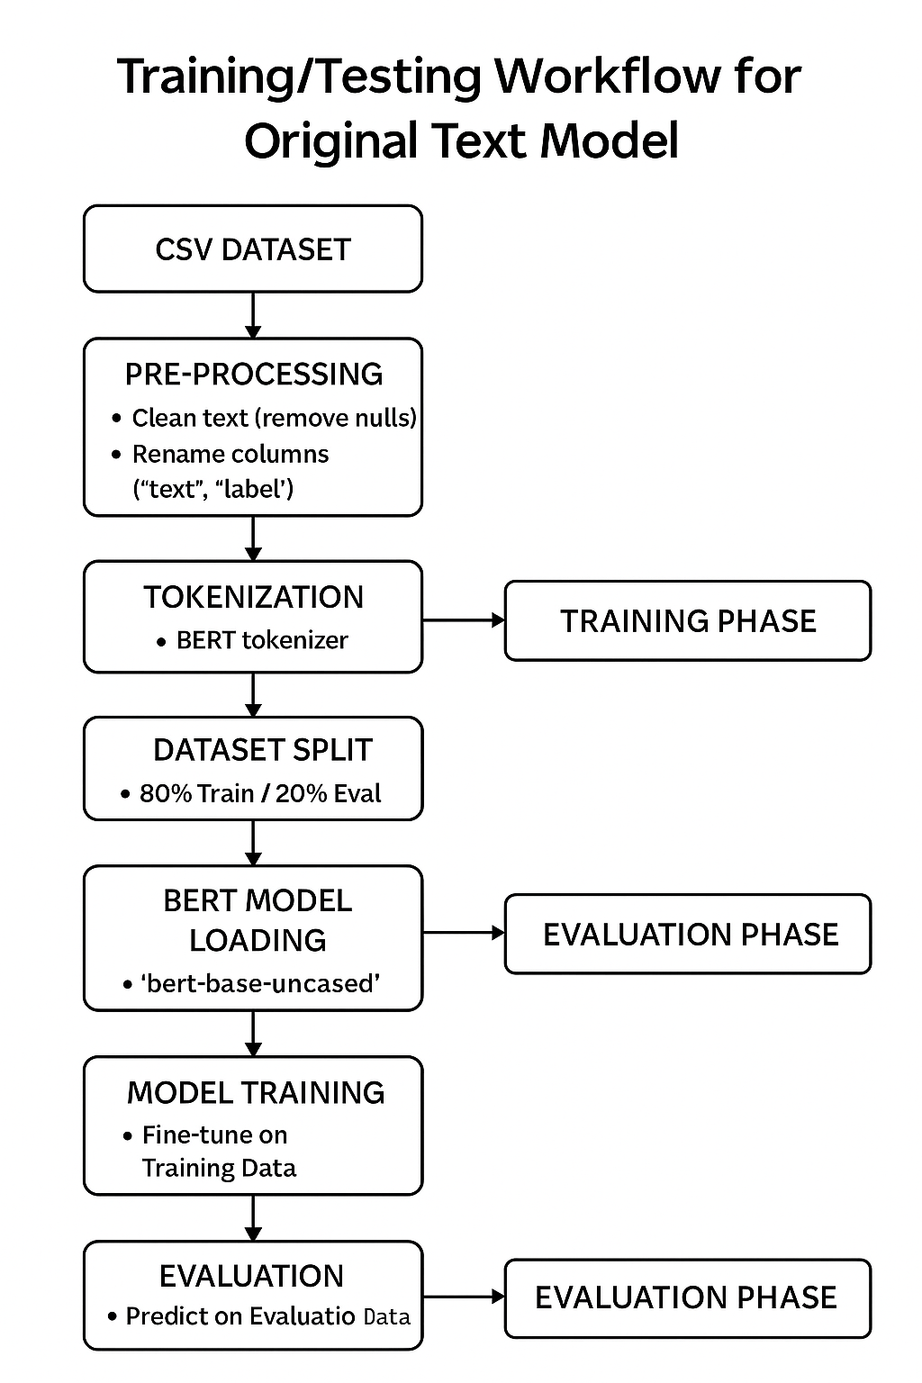 Training/Testing Workflow for
Original Text Model
CSV DATASET
PRE-PROCESSING
• Clean text (remove nulls)
• Rename columns
(“text”, “label’)
TOKENIZATION
• BERT tokenizer
TRAINING PHASE
DATASET SPLIT
• 80% Train / 20% Eval
BERT MODEL
LOADING
• ‘bert-base-uncased’
EVALUATION PHASE
MODEL TRAINING
• Fine-tune on
Training Data
EVALUATION
• Predict on Evaluatio Data
EVALUATION PHASE